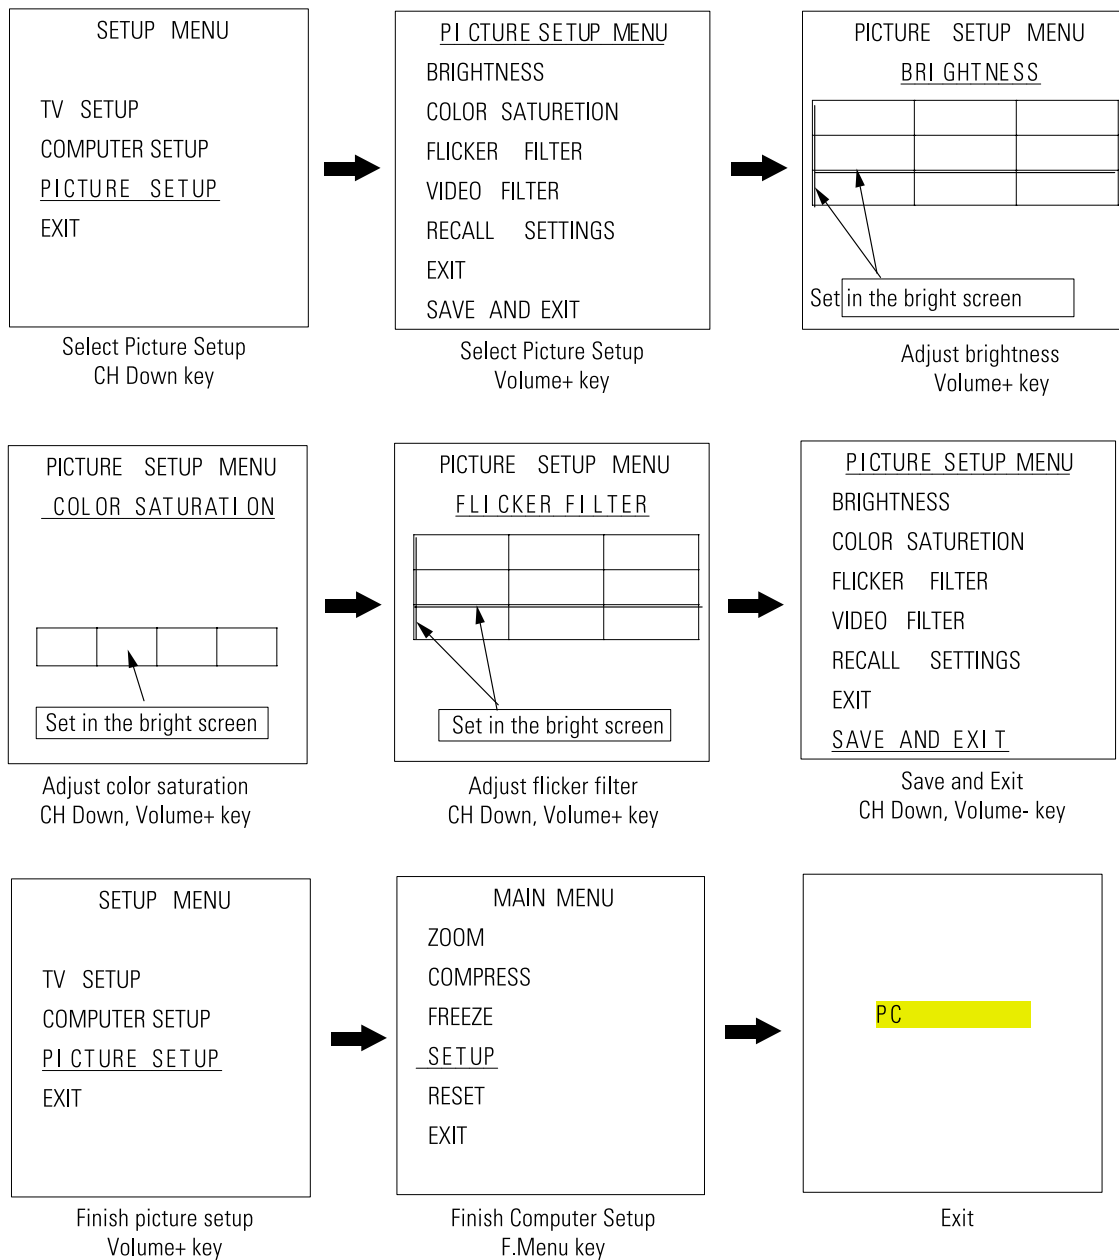 SETUP MENU
TV SETUP
COMPUTER SETUP
PICTURE SETUP
EXIT
Select Picture Setup
CH Down key
PICTURE SETUP MENU
BRIGHTNESS
COLOR SATURETION
FLICKER FILTER
VIDEO FILTER
RECALL SETTINGS
EXIT
SAVE AND EXIT
Select Picture Setup
Volume+ key
PICTURE SETUP MENU
BRIGHTNESS
Set in the bright screen
Adjust brightness
Volume+ key
PICTURE SETUP MENU
COLOR SATURATION
Set in the bright screen
Adjust color saturation
CH Down, Volume+ key
PICTURE SETUP MENU
FLICKER FILTER
Set in the bright screen
Adjust flicker filter
CH Down, Volume+ key
PICTURE SETUP MENU
BRIGHTNESS
COLOR SATURETION
FLICKER FILTER
VIDEO FILTER
RECALL SETTINGS
EXIT
SAVE AND EXIT
Save and Exit
CH Down, Volume- key
SETUP MENU
TV SETUP
COMPUTER SETUP
PICTURE SETUP
EXIT
Finish picture setup
Volume+ key
MAIN MENU
ZOOM
COMPRESS
FREEZE
SETUP
RESET
EXIT
Finish Computer Setup
F.Menu key
PC
Exit